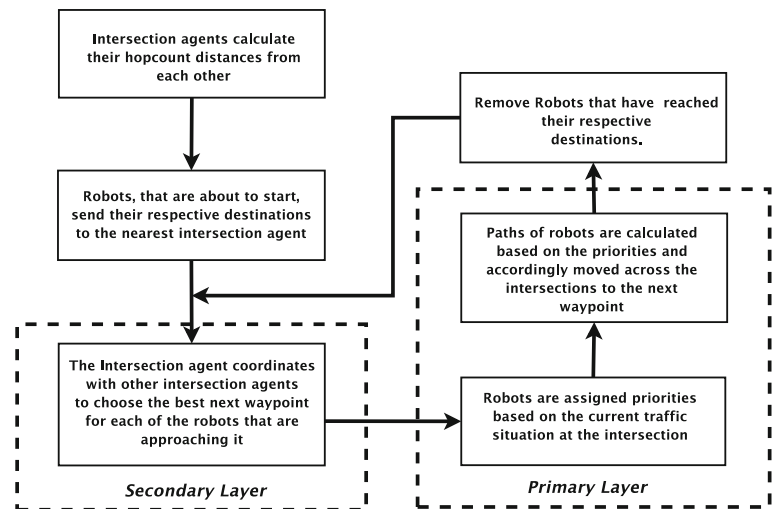 Intersection agents calculate
their hopcount distances from
each other
Robots, that are about to start,
send their respective destinations
to the nearest intersection agent
The Intersection agent coordinates
with other intersection agents
to choose the best next waypoint
for each of the robots that are
approaching it
Secondary Layer
Remove Robots that have reached
their respective
destinations.
Paths of robots are calculated
based on the priorities and
accordingly moved across the
intersections to the next
waypoint
Robots are assigned priorities
based on the current traffic
situation at the intersection
Primary Layer